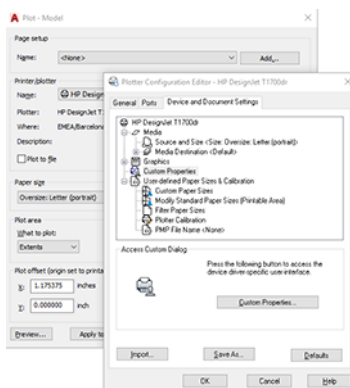 Plot - Model
Page setup
Name:
<None>
Add...
Printer/plotter
Name:
HP Design
Plotter:
HP DesignJet T1
Where:
EMEA/Barcelon
Description:
Plot to file
Paper size
Oversize: Letter (portrait)
Plot area
What to plot:
Extents
Plot offset (origin set to printa
X:
1.175375
inches
Y:
0.000000
inch
Preview...
Apply to
Plotter Configuration Editor - HP DesignJet T1700dr
General
Ports
Device and Document Settings
HP DesignJet T1700dr
Media
Source and Size <Size: Oversize: Letter (portrait)>
Media Destination <Default>
Graphics
Custom Properties
User-defined Paper Sizes & Calibration
Custom Paper Sizes
Modify Standard Paper Sizes (Printable Area)
Filter Paper Sizes
Plotter Calibration
PMP File Name <None>
Access Custom Dialog
Press the following button to access the
device driver-specific user-interface.
Custom Properties...
Import...
Save As...
Defaults
OK
Cancel
Help